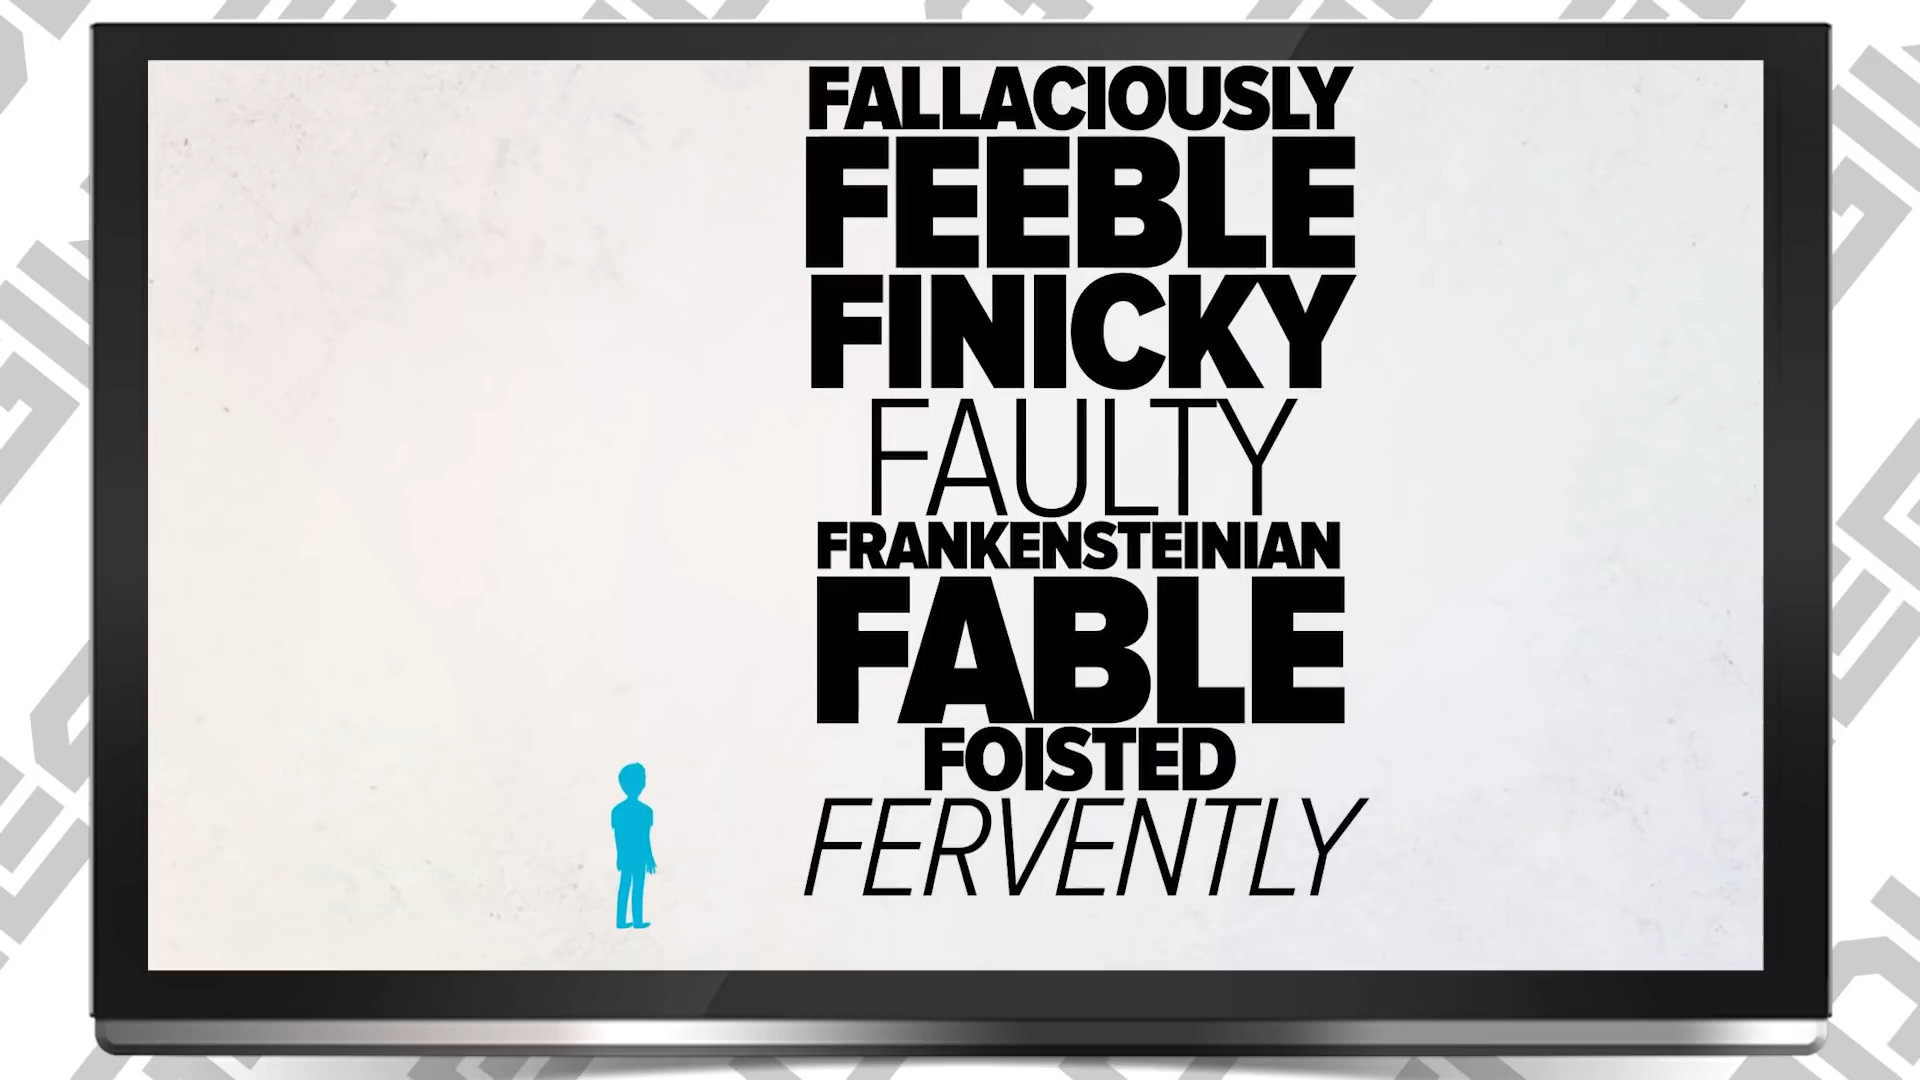 FALLACIOUSLY
FEEBLE
FINICKY
FAULTY
FRANKENSTEINIAN
FABLE
FOISTED
FERVENTLY